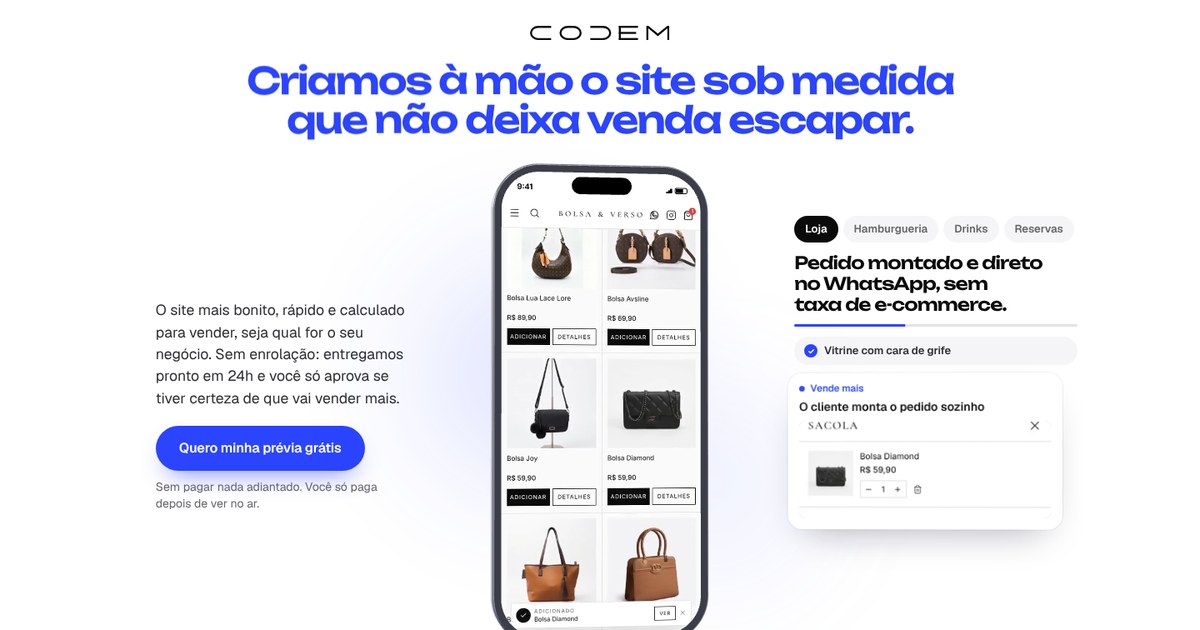 CODEM
Criamos à mão o site sob medida
que não deixa venda escapar.
O site mais bonito, rápido e calculado
para vender, seja qual for o seu
negócio. Sem enrolação: entregamos
pronto em 24h e você só aprova se
tiver certeza de que vai vender mais.
Quero minha prévia grátis
Sem pagar nada adiantado. Você só paga
depois de ver no ar.
9:41
BOLSA & VERSO
Bolsa Lua Lace Lore
R$ 89,90
ADICIONAR
DETALHES
Bolsa Avsline
R$ 69,90
ADICIONAR
DETALHES
Bolsa Joy
R$ 59,90
ADICIONAR
DETALHES
Bolsa Diamond
R$ 59,90
ADICIONAR
DETALHES
ADICIONADO
Bolsa Diamond
VER
Loja
Hamburgueria
Drinks
Reservas
Pedido montado e direto
no WhatsApp, sem
taxa de e-commerce.
Vitrine com cara de grife
Vende mais
O cliente monta o pedido sozinho
SACOLA
Bolsa Diamond
R$ 59,90
− 1 +